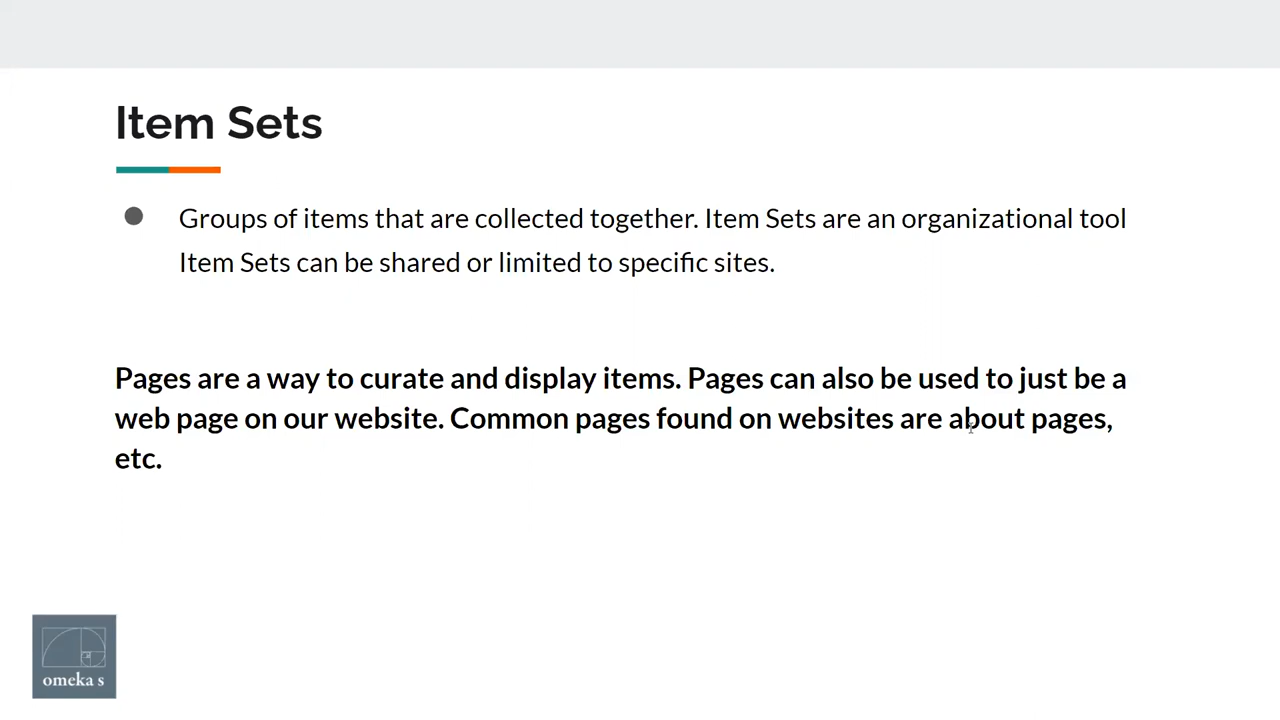 Item Sets
Groups of items that are collected together. Item Sets are an organizational tool
Item Sets can be shared or limited to specific sites.
Pages are a way to curate and display items. Pages can also be used to just be a
web page on our website. Common pages found on websites are about pages,
etc.
omeka s